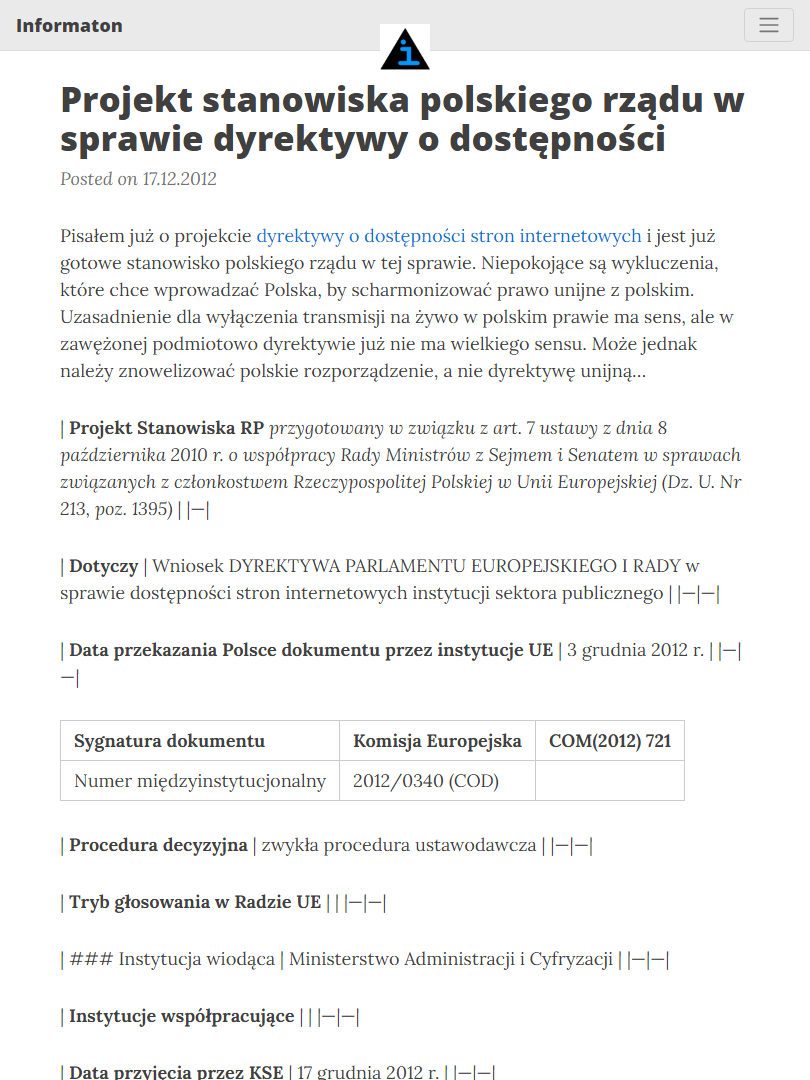 Informaton
i
Projekt stanowiska polskiego rządu w
sprawie dyrektywy o dostępności
Posted on 17.12.2012
Pisałem już o projekcie dyrektywy o dostępności stron internetowych i jest już
gotowe stanowisko polskiego rządu w tej sprawie. Niepokojące są wykluczenia,
które chce wprowadzać Polska, by scharmonizować prawo unijne z polskim.
Uzasadnienie dla wyłączenia transmisji na żywo w polskim prawie ma sens, ale w
zawężonej podmiotowo dyrektywie już nie ma wielkiego sensu. Może jednak
należy znowelizować polskie rozporządzenie, a nie dyrektywę unijną…
| Projekt Stanowiska RP przygotowany w związku z art. 7 ustawy z dnia 8
października 2010 r. o współpracy Rady Ministrów z Sejmem i Senatem w sprawach
związanych z członkostwem Rzeczypospolitej Polskiej w Unii Europejskiej (Dz. U. Nr
213, poz. 1395) | |—|
| Dotyczy | Wniosek DYREKTYWA PARLAMENTU EUROPEJSKIEGO I RADY w
sprawie dostępności stron internetowych instytucji sektora publicznego | |—|—|
| Data przekazania Polsce dokumentu przez instytucje UE | 3 grudnia 2012 r. | |—|
—|
Sygnatura dokumentu Komisja Europejska COM(2012) 721
Numer międzyinstytucjonalny 2012/0340 (COD)
| Procedura decyzyjna | zwykła procedura ustawodawcza | |—|—|
| Tryb głosowania w Radzie UE | | |—|—|
| ### Instytucja wiodąca | Ministerstwo Administracji i Cyfryzacji | |—|—|
| Instytucje współpracujące | | |—|—|
| Data przyjęcia przez KSE | 17 grudnia 2012 r. | |—|—|